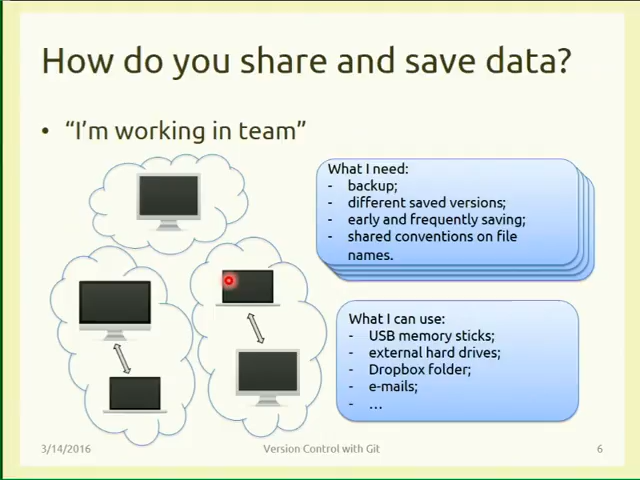 How do you share and save data?
• “I’m working in team”
What I need:
- backup;
- different saved versions;
- early and frequently saving;
- shared conventions on file
names.
What I can use:
- USB memory sticks;
- external hard drives;
- Dropbox folder;
- e-mails;
- …
3/14/2016
Version Control with Git
6